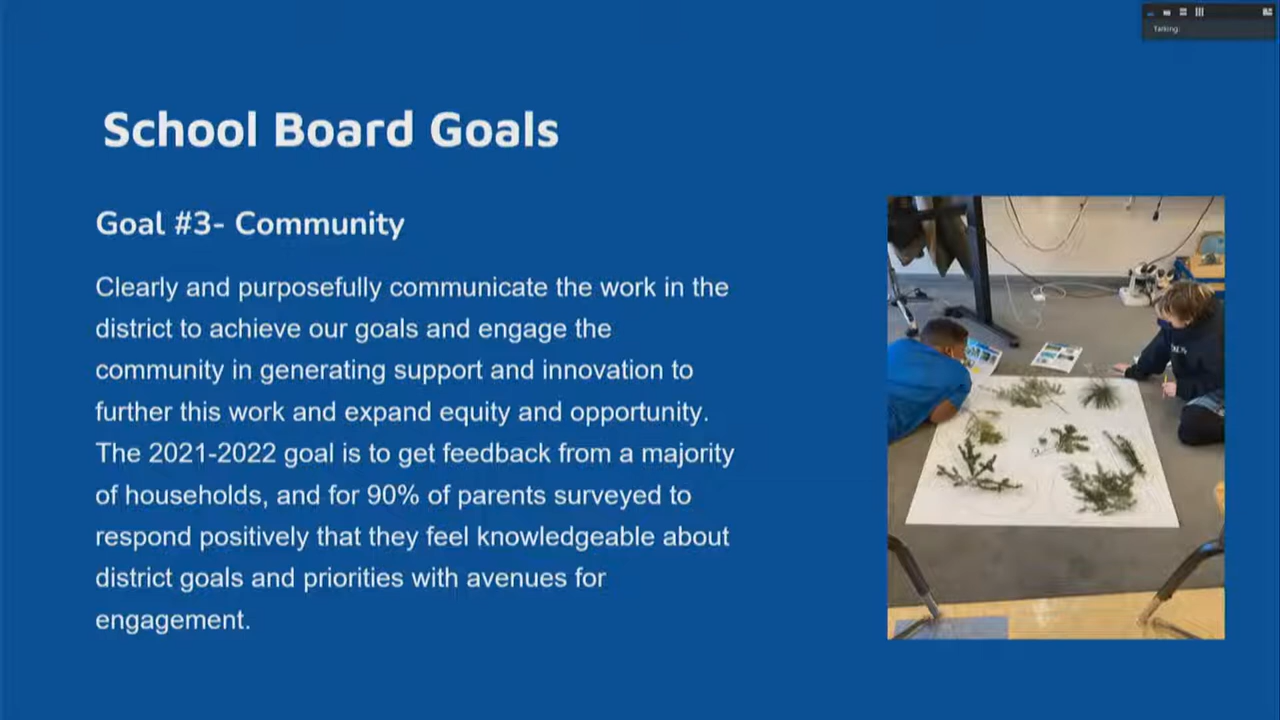 Talking:
School Board Goals
Goal #3- Community
Clearly and purposefully communicate the work in the
district to achieve our goals and engage the
community in generating support and innovation to
further this work and expand equity and opportunity.
The 2021-2022 goal is to get feedback from a majority
of households, and for 90% of parents surveyed to
respond positively that they feel knowledgeable about
district goals and priorities with avenues for
engagement.